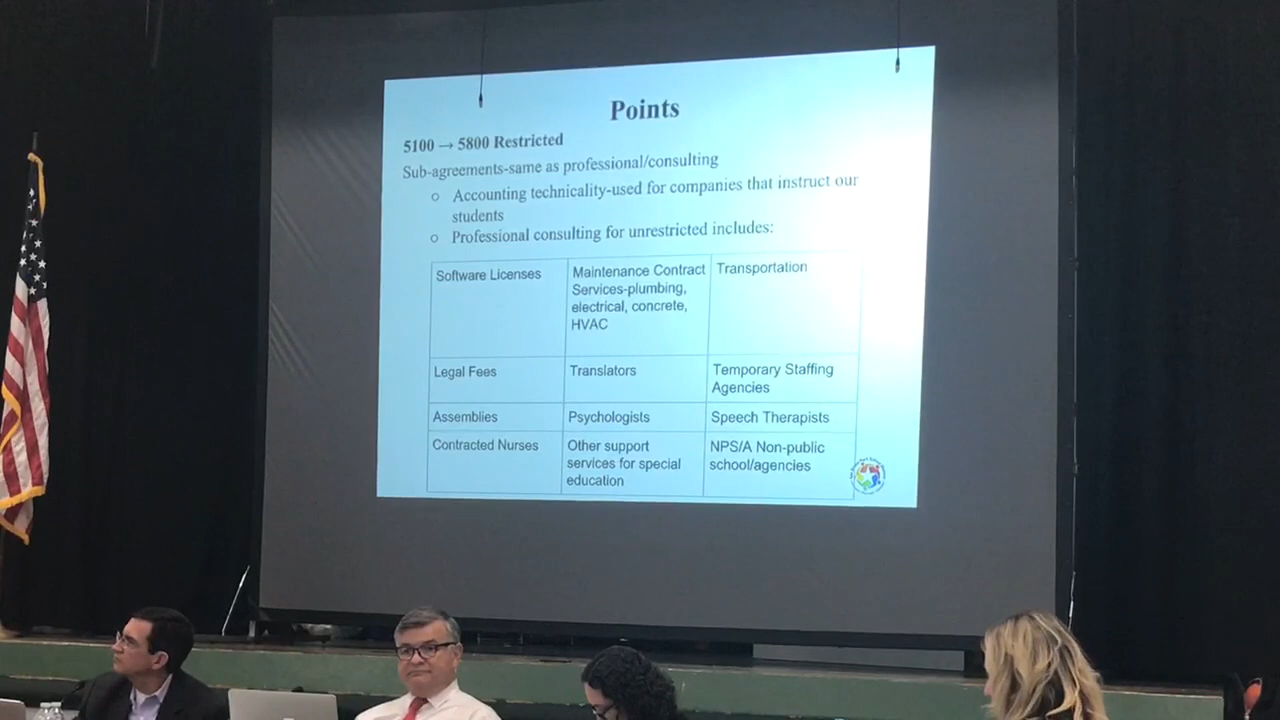 Points
5100 → 5800 Restricted
Sub-agreements-same as professional/consulting
○ Accounting technicality-used for companies that instruct our
students
○ Professional consulting for unrestricted includes:
Software Licenses
Maintenance Contract
Services-plumbing,
electrical, concrete,
HVAC
Transportation
Legal Fees
Translators
Temporary Staffing
Agencies
Assemblies
Psychologists
Speech Therapists
Contracted Nurses
Other support
services for special
education
NPS/A Non-public
school/agencies